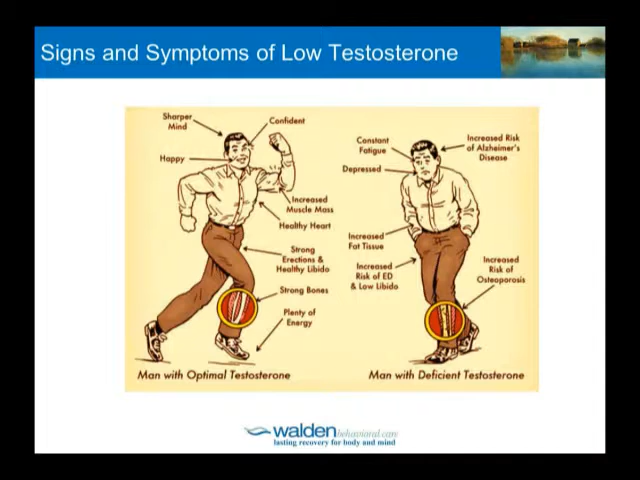 Signs and Symptoms of Low Testosterone
Sharper
Mind
Confident
Happy
Increased
Muscle Mass
Healthy Heart
Strong
Erections &
Healthy Libido
Strong Bones
Plenty of
Energy
Man with Optimal Testosterone
Constant
Fatigue
Increased Risk
of Alzheimer's
Disease
Depressed
Increased
Fat Tissue
Increased
Risk of ED
& Low Libido
Increased
Risk of
Osteoporosis
Man with Deficient Testosterone
walden behavioral care
lasting recovery for body and mind